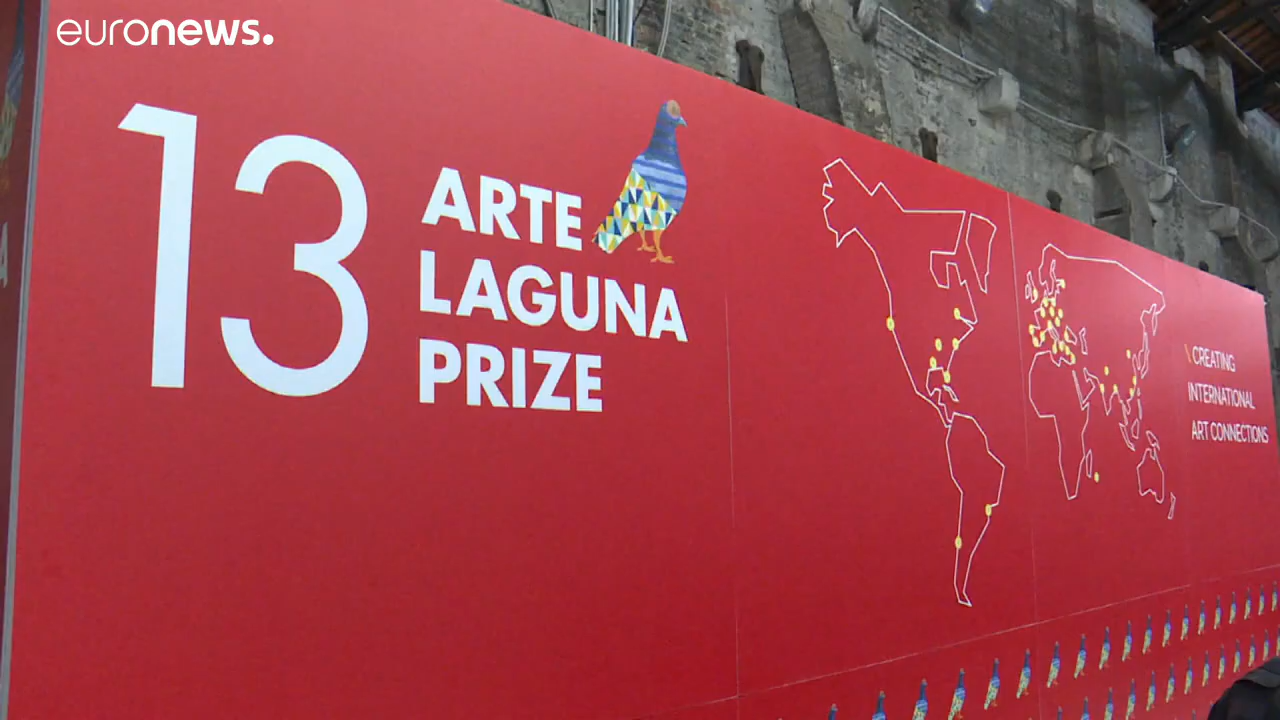 euronews.
13
ARTE
LAGUNA
PRIZE
\CREATING
INTERNATIONAL
ART CONNECTIONS